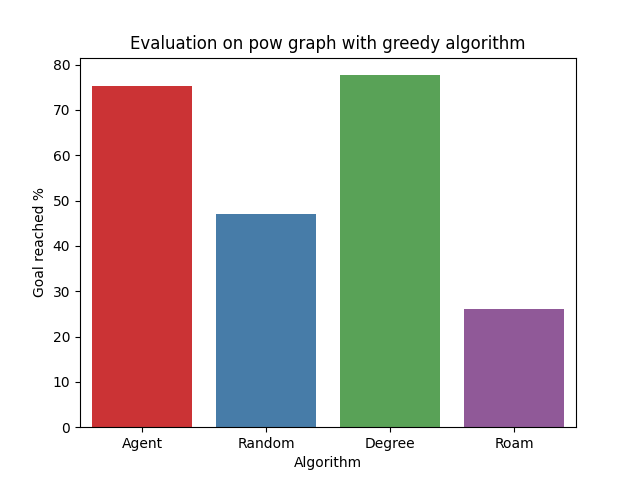 Evaluation on pow graph with greedy algorithm
Goal reached %
80
70
60
50
40
30
20
10
0
Agent Random Degree Roam
Algorithm